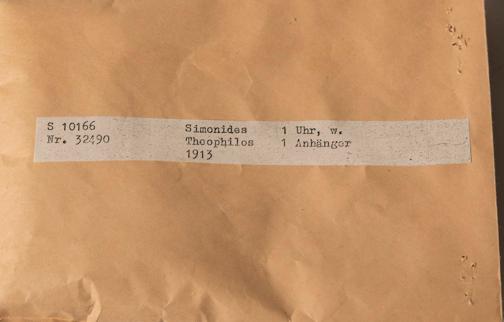 S 10166 Simonides 1 Uhr, w.
Nr. 32490 Theophilos 1 Anhänger
1913